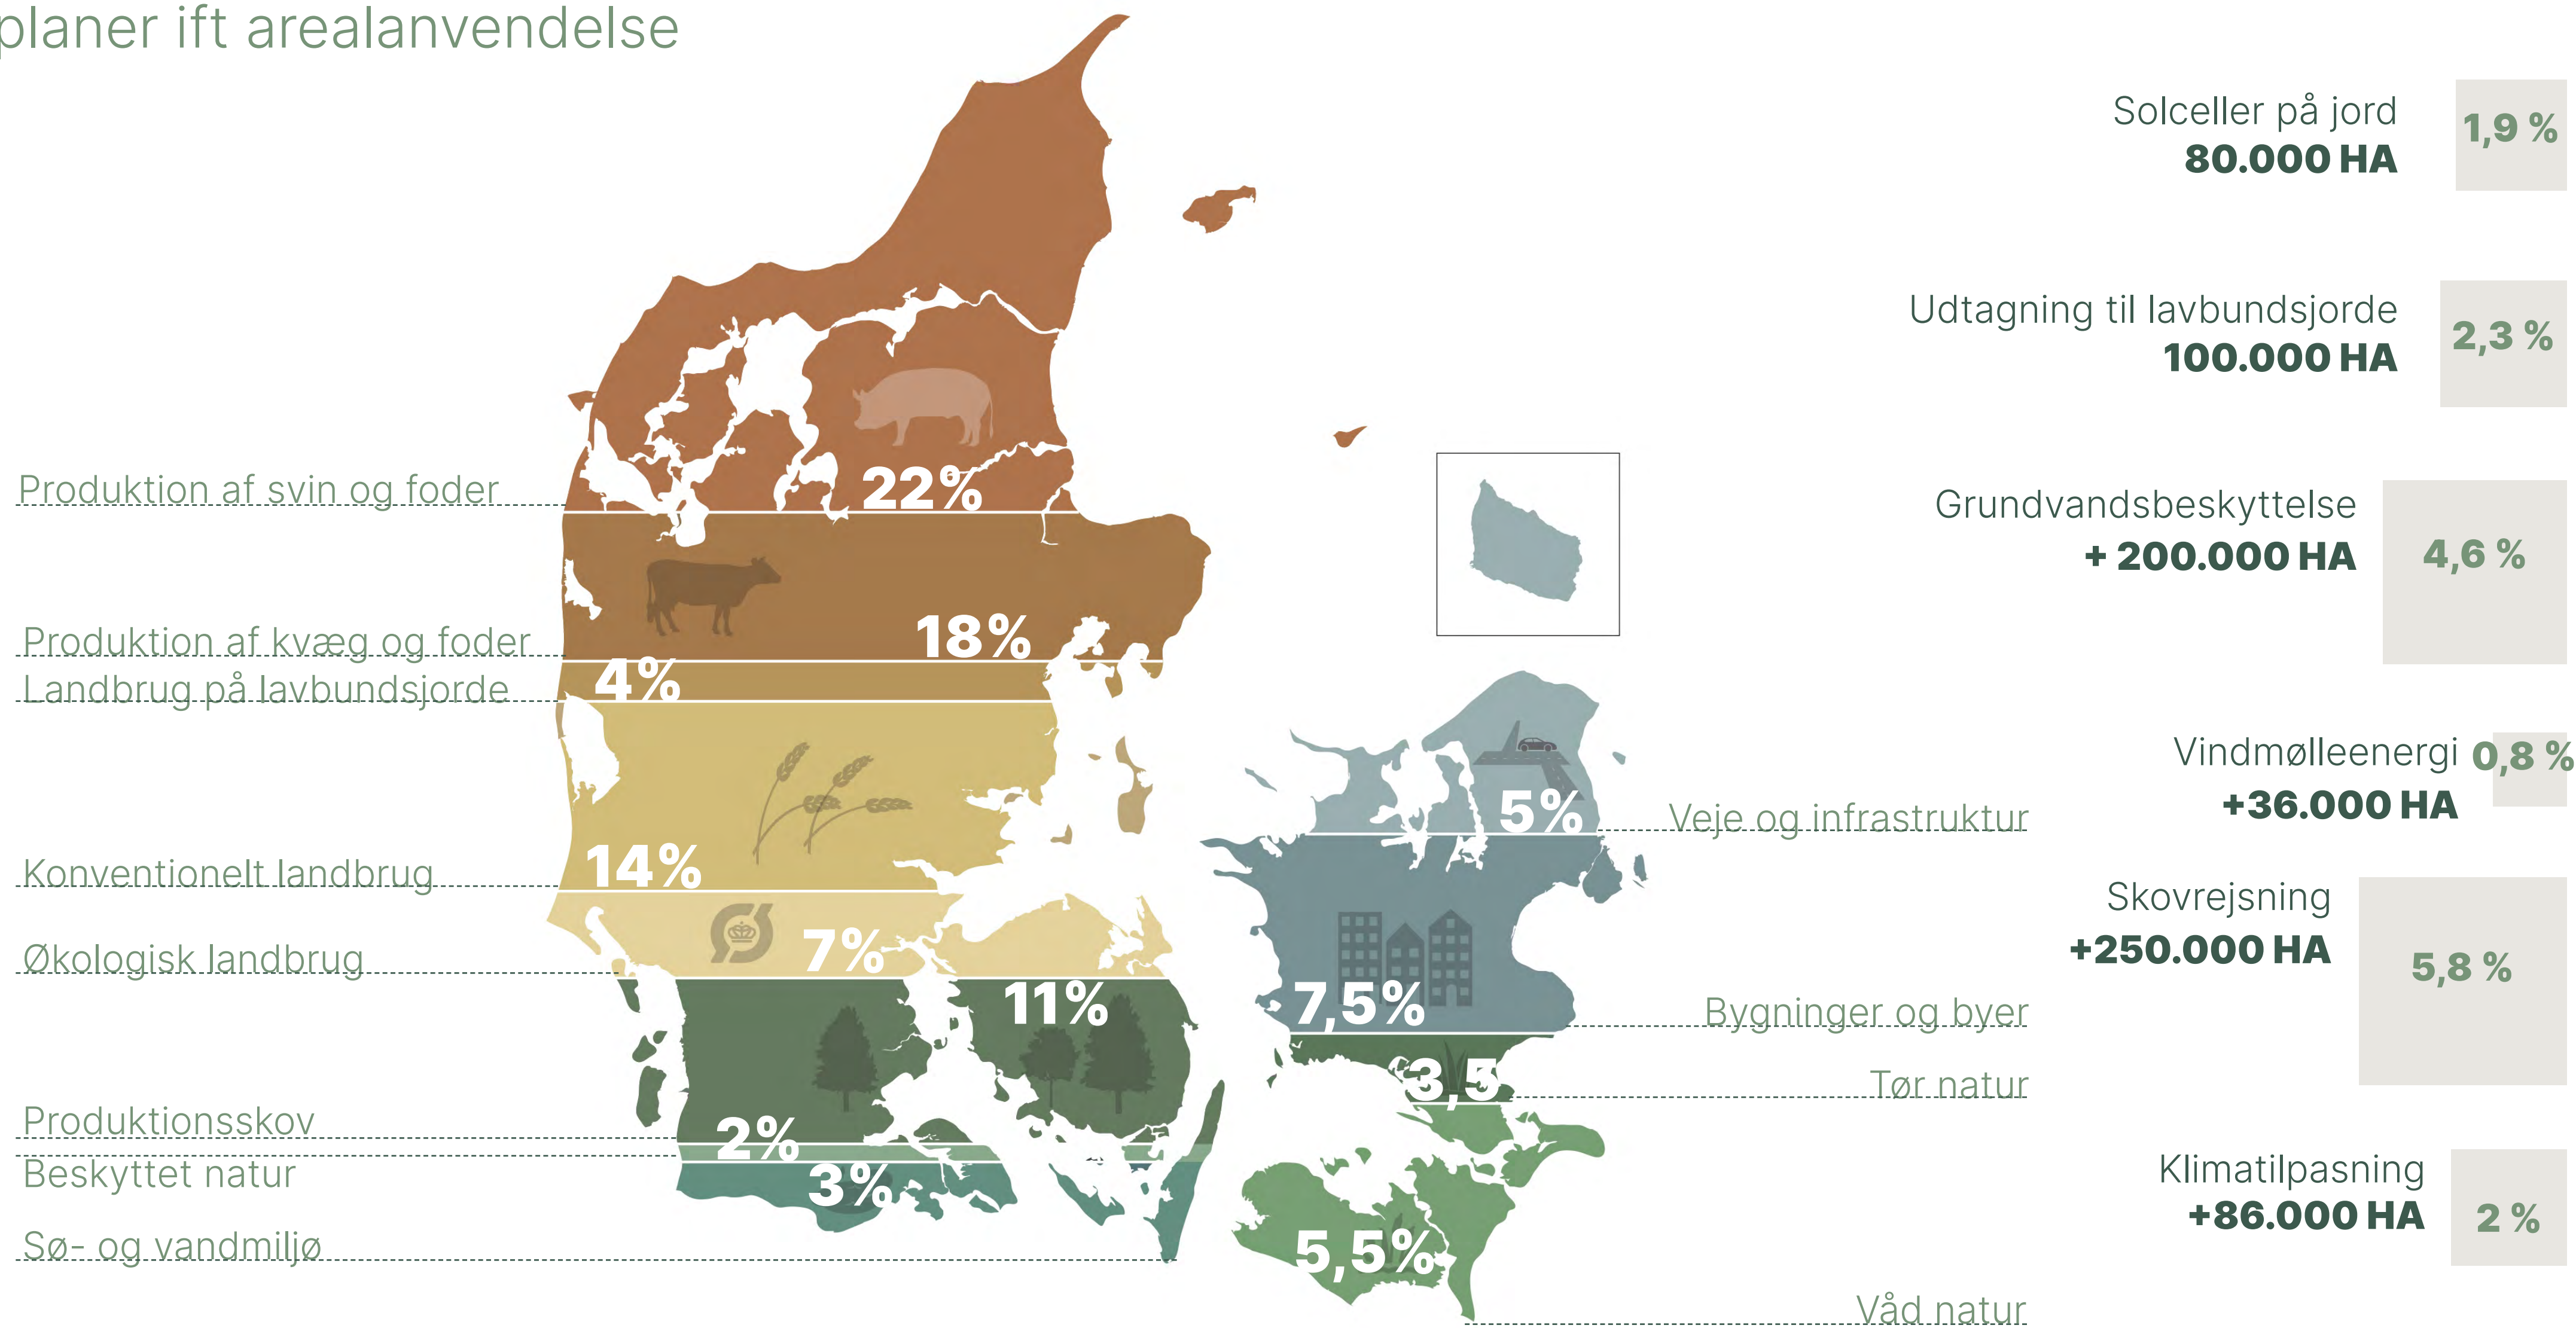 planer ift arealanvendelse
Produktion af svin og foder
22%
Produktion af kvæg og foder
18%
Landbrug på lavbundsjorde
4%
Konventionelt landbrug
14%
Økologisk landbrug
7%
11%
Produktionsskov
2%
Beskyttet natur
3%
Sø- og vandmiljø
5%
Veje og infrastruktur
7,5%
Bygninger og byer
3,5
Tør natur
5,5%
Våd natur
Solceller på jord
80.000 HA
1,9 %
Udtagning til lavbundsjorde
100.000 HA
2,3 %
Grundvandsbeskyttelse
+ 200.000 HA
4,6 %
Vindmølleenergi
+36.000 HA
0,8 %
Skovrejsning
+250.000 HA
5,8 %
Klimatilpasning
+86.000 HA
2 %